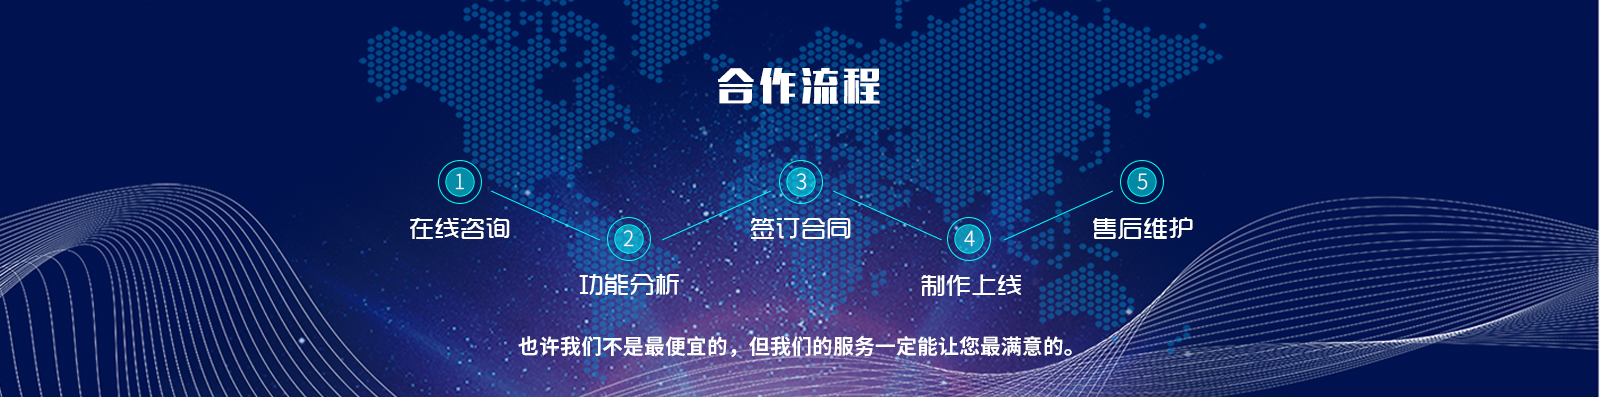 合作流程
1
在线咨询
2
功能分析
3
签订合同
4
制作上线
5
售后维护
也许我们不是最便宜的，但我们的服务一定能让您最满意的。